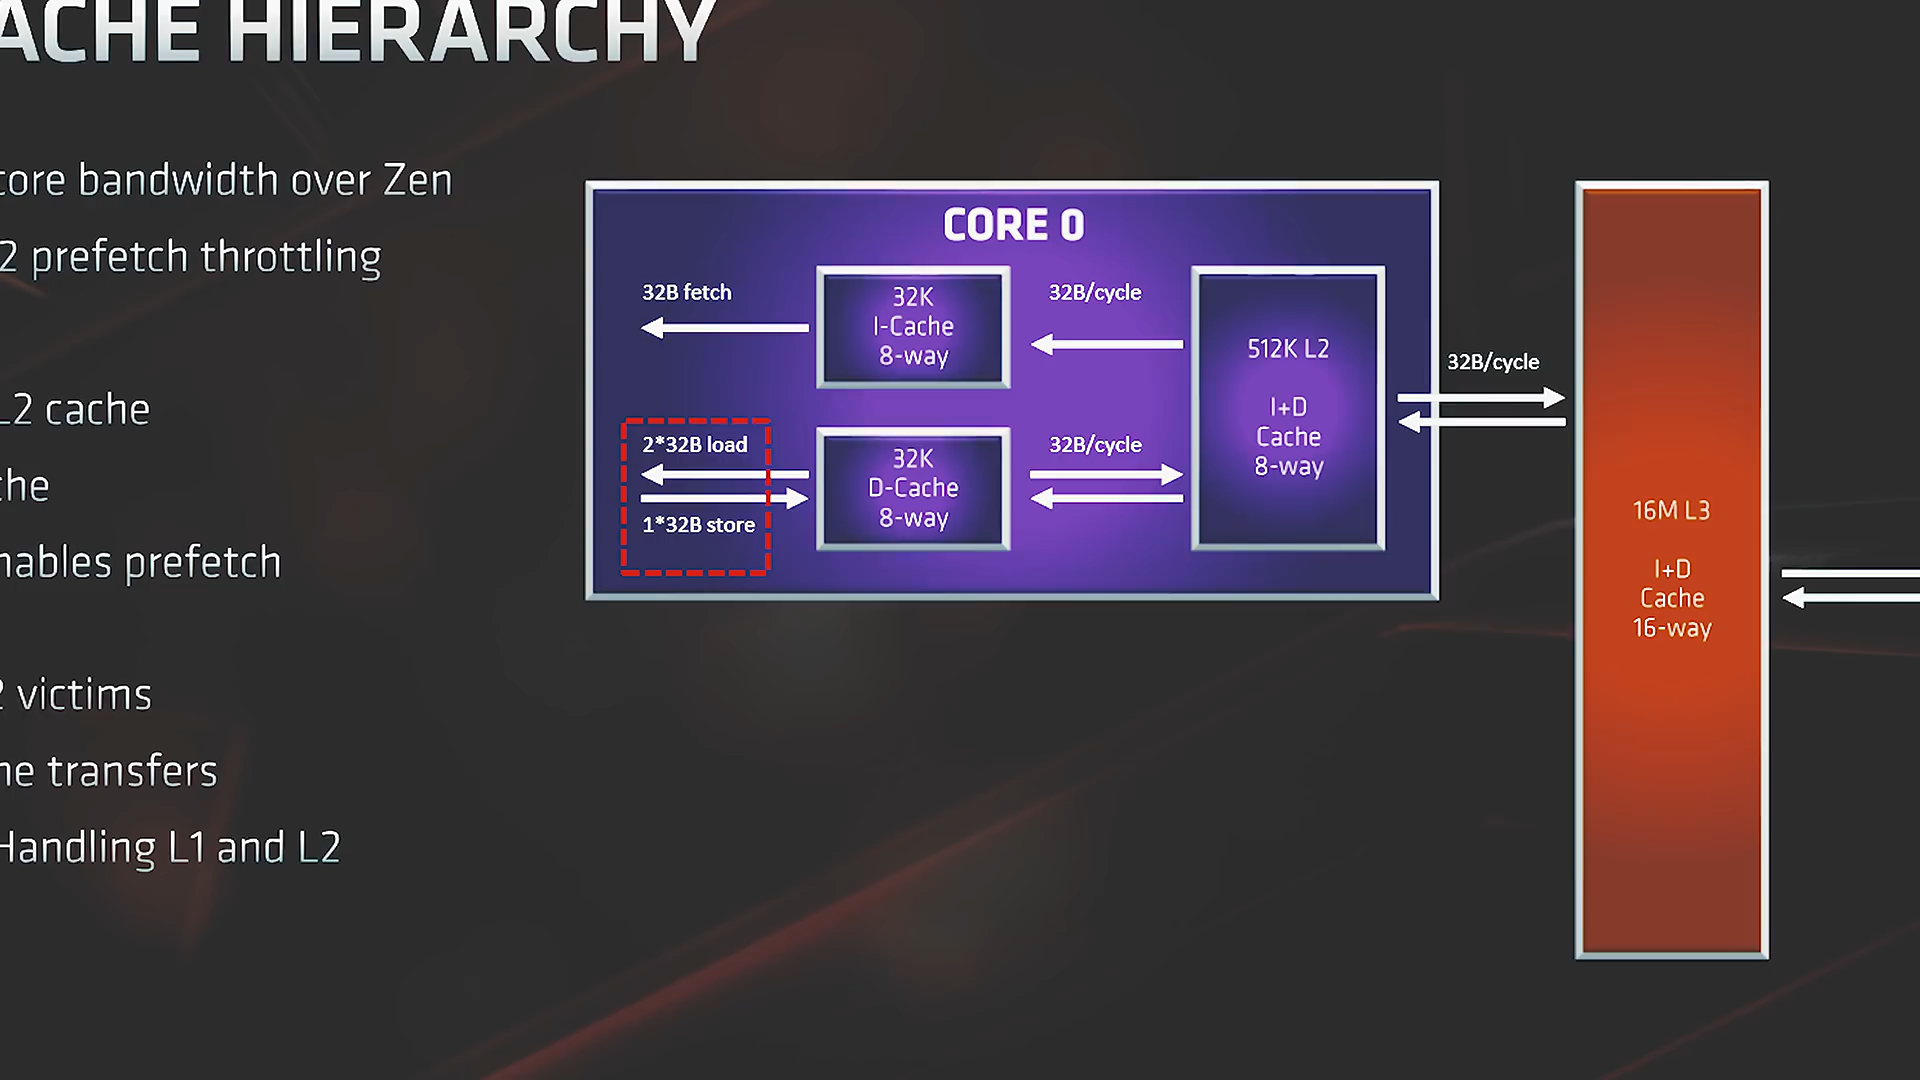 ACHE HIERARCHY
core bandwidth over Zen
2 prefetch throttling
L2 cache
che
nables prefetch
2 victims
ne transfers
Handling L1 and L2
CORE 0
32B fetch
32K
I-Cache
8-way
32B/cycle
2*32B load
1*32B store
32K
D-Cache
8-way
32B/cycle
512K L2
I+D
Cache
8-way
32B/cycle
16M L3
I+D
Cache
16-way